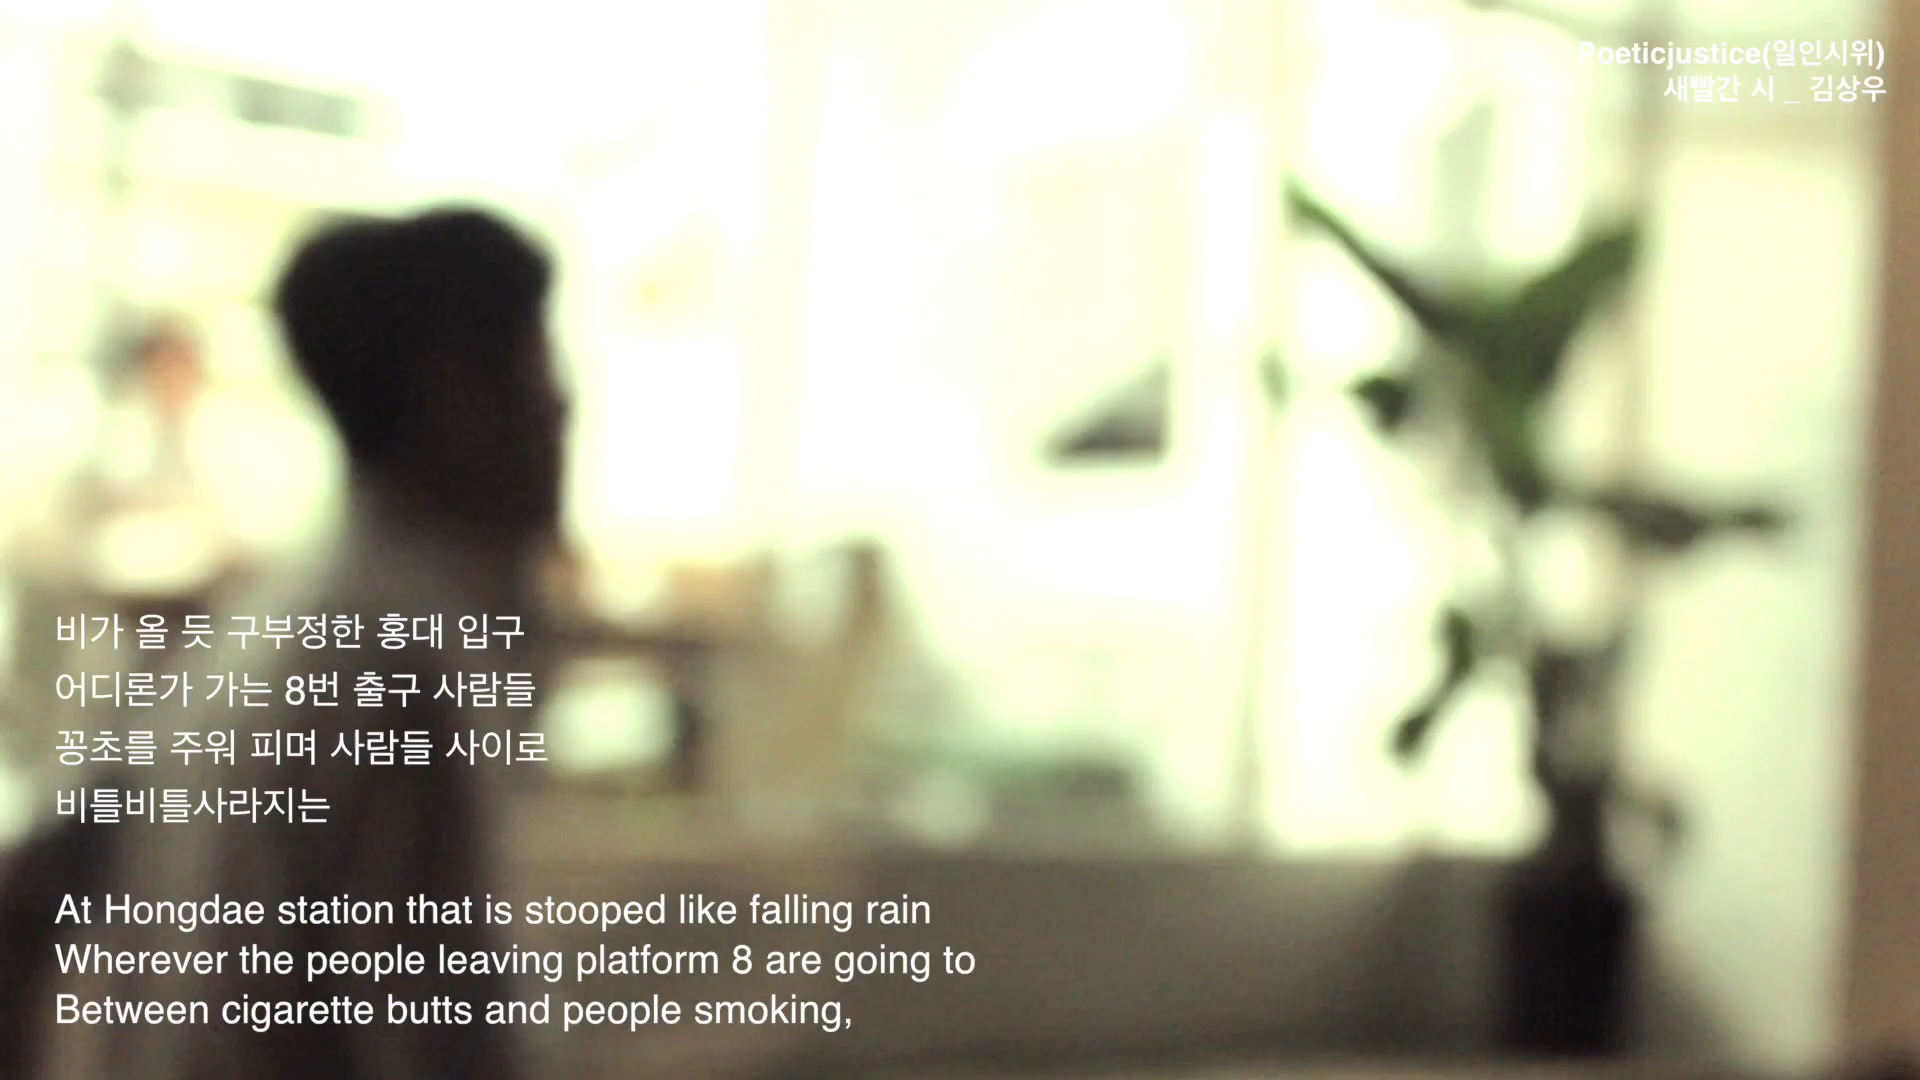 Poeticjustice(일인시위)
새빨간 시 _ 김상우
비가 올 듯 구부정한 홍대 입구
어디론가 가는 8번 출구 사람들
꽁초를 주워 피며 사람들 사이로
비틀비틀사라지는
At Hongdae station that is stooped like falling rain
Wherever the people leaving platform 8 are going to
Between cigarette butts and people smoking,